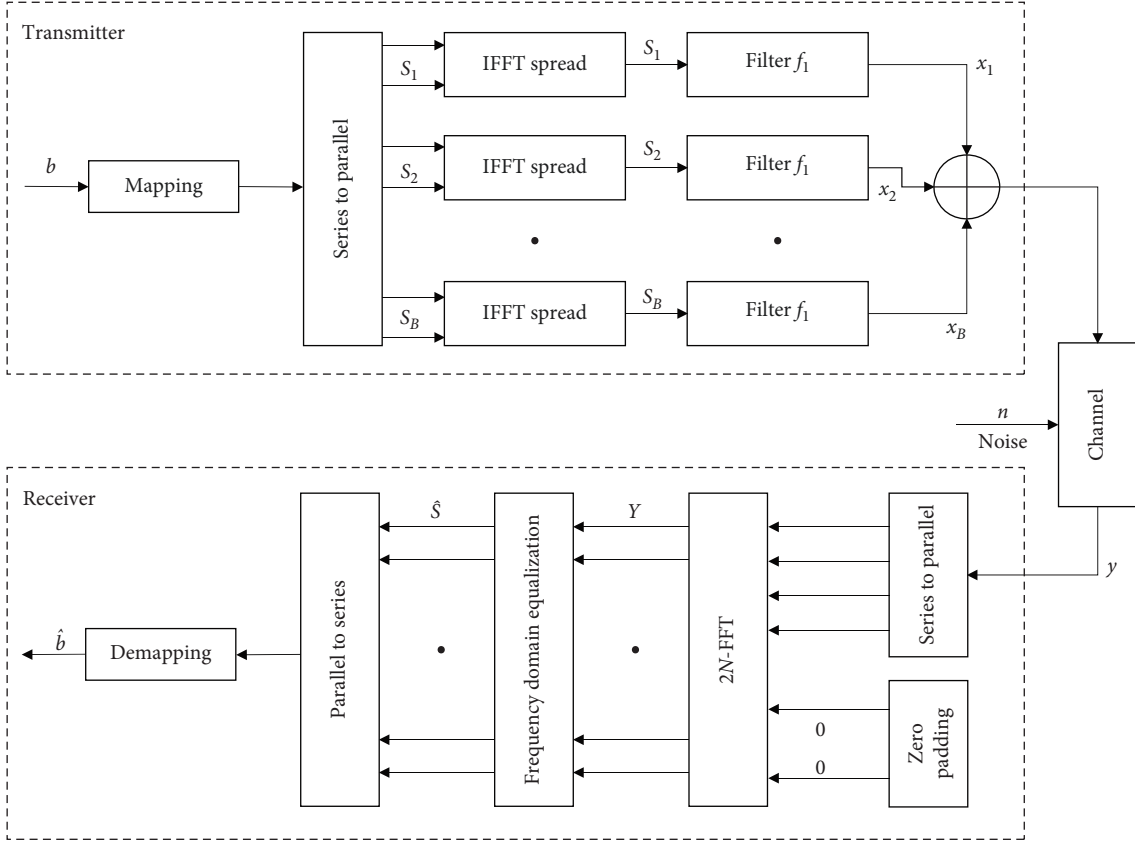 Transmitter
b
Mapping
Series to parallel
S1
IFFT spread
S1
Filter f1
x1
S2
IFFT spread
S2
Filter f1
x2
SB
IFFT spread
SB
Filter f1
xB
n
Noise
Channel
Receiver
y
Series to parallel
Zero
padding
0
0
2N-FFT
Y
Frequency domain equalization
Ŝ
Parallel to series
Demapping
b̂